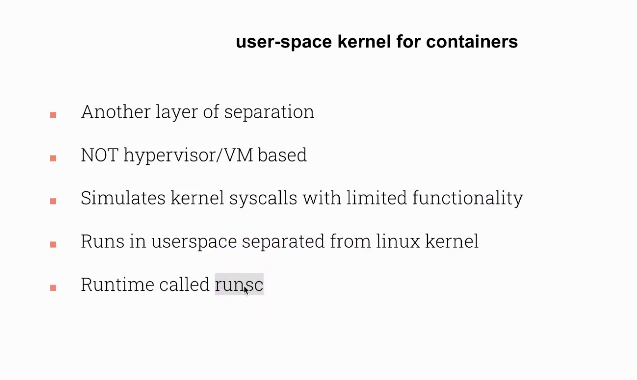 user-space kernel for containers
Another layer of separation
NOT hypervisor/VM based
Simulates kernel syscalls with limited functionality
Runs in userspace separated from linux kernel
Runtime called runsc